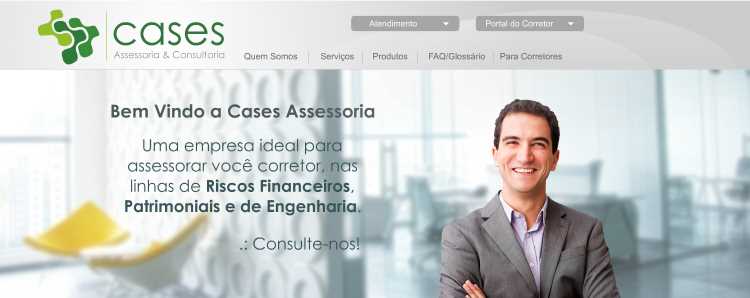 cases
Assessoria & Consultoria
Atendimento
Portal do Corretor
Quem Somos
Serviços
Produtos
FAQ/Glossário
Para Corretores
Bem Vindo a Cases Assessoria
Uma empresa ideal para
assessorar você corretor, nas
linhas de Riscos Financeiros,
Patrimoniais e de Engenharia.
.: Consulte-nos!